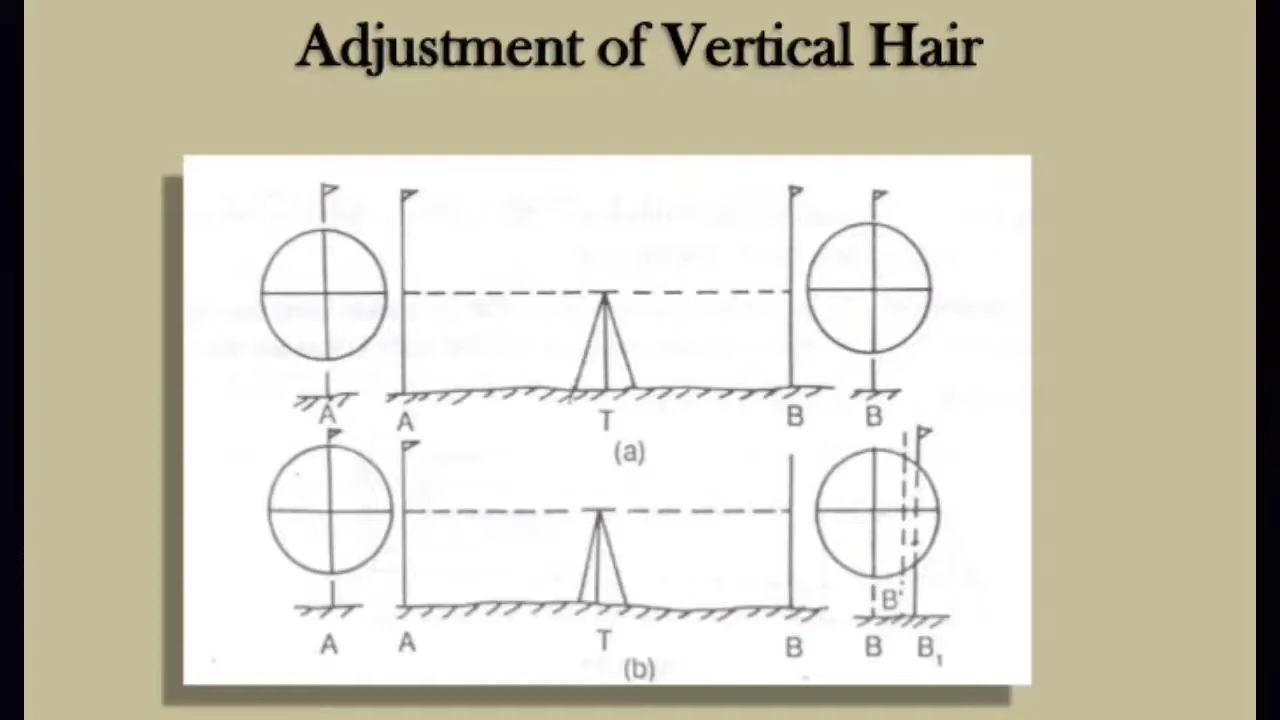 Adjustment of Vertical Hair
A A T B B
(a)
B'
A A T B B B₁
(b)